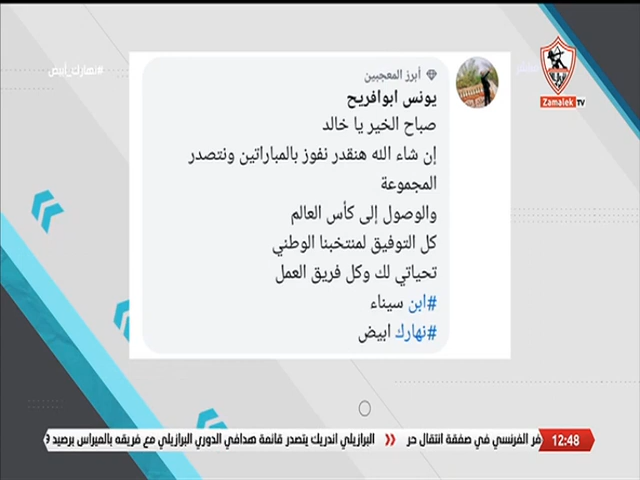 #نهارك_أبيض
Zamalek TV
أبرز المعجبين
يونس ابوافريح
صباح الخير يا خالد
إن شاء الله هنقدر نفوز بالمباراتين ونتصدر
المجموعة
والوصول إلى كأس العالم
كل التوفيق لمنتخبنا الوطني
تحياتي لك وكل فريق العمل
#ابن سيناء
#نهارك ابيض
12:48 فر الفرنسي في صفقة انتقال حر البرازيلي اندريك يتصدر قائمة هدافي الدوري البرازيلي مع فريقه بالميراس برصيد